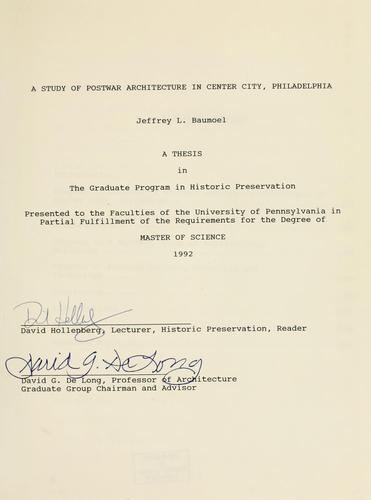 A STUDY OF POSTWAR ARCHITECTURE IN CENTER CITY, PHILADELPHIA
Jeffrey L. Baumoel
A THESIS
in
The Graduate Program in Historic Preservation
Presented to the Faculties of the University of Pennsylvania in
Partial Fulfillment of the Requirements for the Degree of
MASTER OF SCIENCE
1992
David Hollenberg, Lecturer, Historic Preservation, Reader
David G. De Long
David G. De Long, Professor of Architecture
Graduate Group Chairman and Advisor